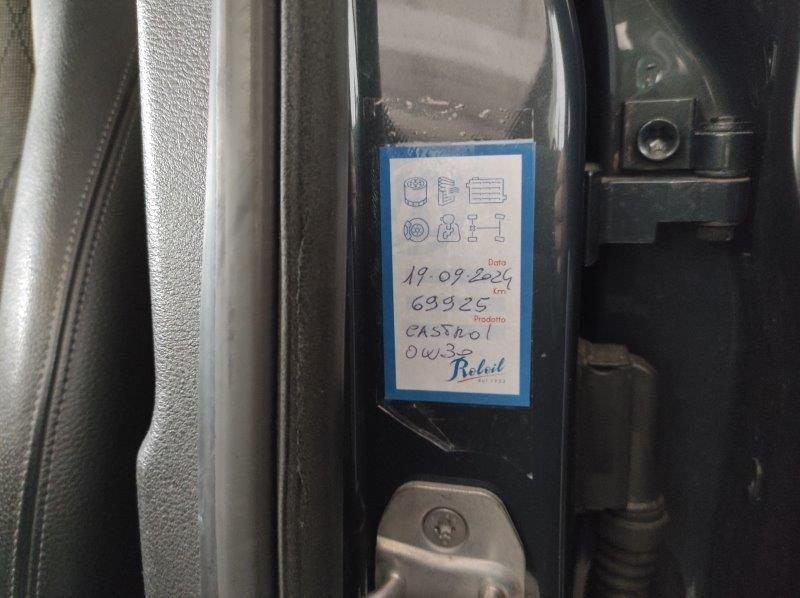 Data
19-09-2024
Km
69925
Prodotto
CASTROL
0W30
Roloil